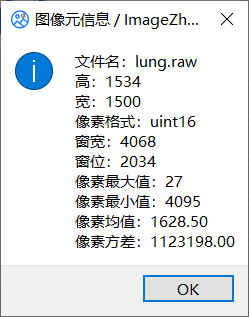 图像元信息 / ImageZh...
文件名：lung.raw
高：1534
宽：1500
像素格式：uint16
窗宽：4068
窗位：2034
像素最大值：27
像素最小值：4095
像素均值：1628.50
像素方差：1123198.00
OK